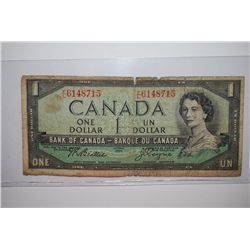 6148715 6148715
CANADA
ONE DOLLAR 1 UN DOLLAR
BANK OF CANADA - BANQUE DU CANADA
ONE UN